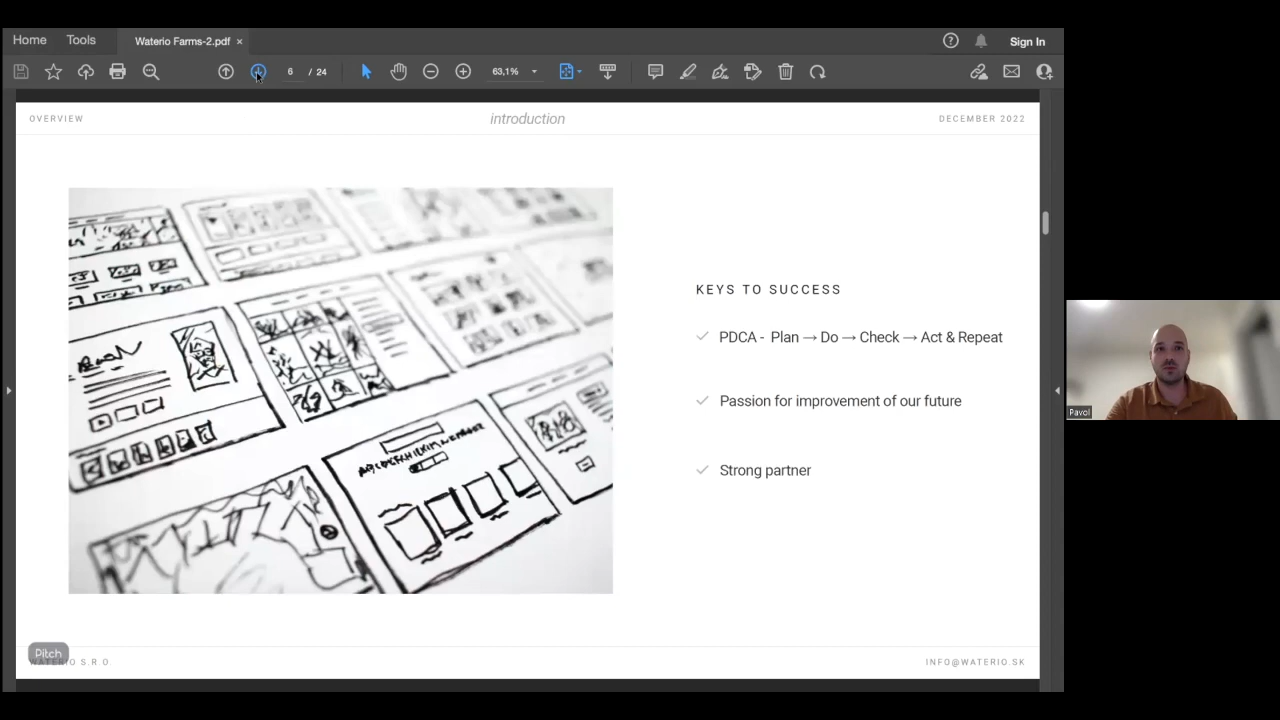 Home
Tools
Waterio Farms-2.pdf ×
Sign In
6 / 24
63,1%
OVERVIEW
introduction
DECEMBER 2022
KEYS TO SUCCESS
PDCA - Plan → Do → Check → Act & Repeat
Passion for improvement of our future
Strong partner
Pavol
Pitch
WATERIO S.R.O
INFO@WATERIO.SK